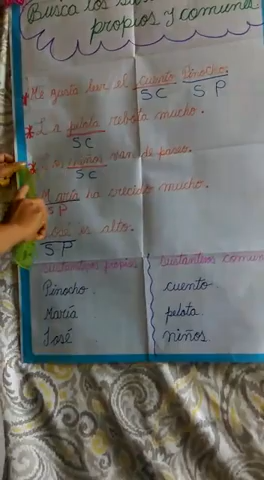 Busca los
propios y comunes
Me gusta leer el cuento Pinocho.
SC SP
La pelota rebota mucho.
SC
niños van de paseo.
SC
María ha crecido mucho.
SP
es alto.
SP
sustantivos propios sustantivos
Pinocho. cuento
María pelota
José niños